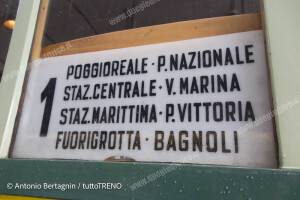 POGGIOREALE · P. NAZIONALE
1
STAZ. CENTRALE · V. MARINA
STAZ. MARITTIMA · P. VITTORIA
FUORIGROTTA · BAGNOLI
© Antonio Bertagnin / tuttoTRENO